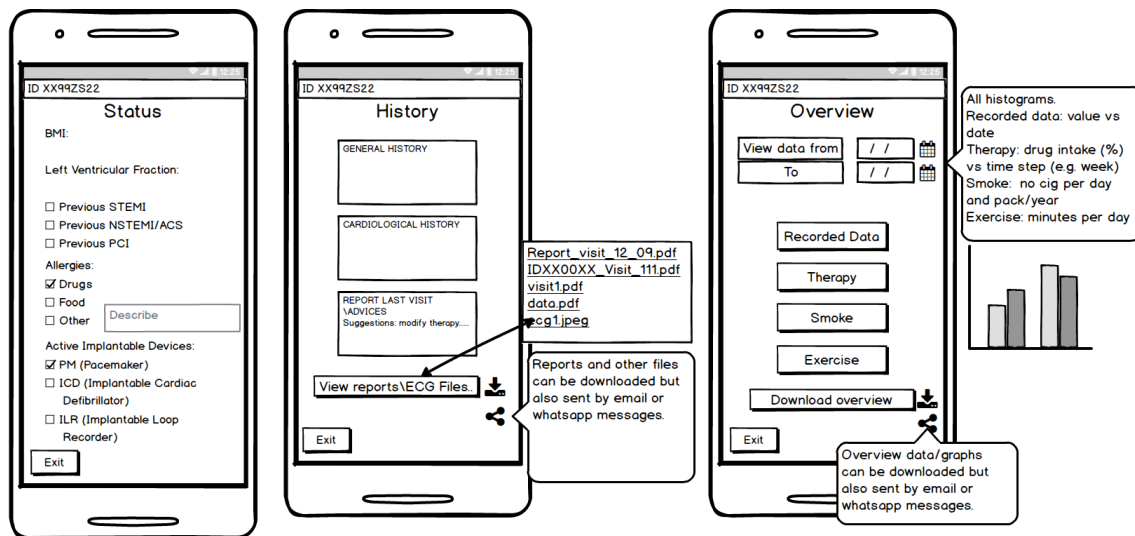 12:25
ID XX99ZS22
Status
BMI:
Left Ventricular Fraction:
Previous STEMI
Previous NSTEMI/ACS
Previous PCI
Allergies:
Drugs
Food
Other
Describe
Active Implantable Devices:
PM (Pacemaker)
ICD (Implantable Cardiac
Defibrillator)
ILR (Implantable Loop
Recorder)
Exit
12:25
ID XX99ZS22
History
GENERAL HISTORY
CARDIOLOGICAL HISTORY
REPORT LAST VISIT
\ADVICES
Suggestions: modify therapy.....
View reports\ECG Files..
Exit
Report_visit_12_09.pdf
IDXX00XX_Visit_111.pdf
visit1.pdf
data.pdf
ecg1.jpeg
Reports and other files
can be downloaded but
also sent by email or
whatsapp messages.
12:25
ID XX99ZS22
Overview
View data from / /
To / /
Recorded Data
Therapy
Smoke
Exercise
Download overview
Exit
All histograms.
Recorded data: value vs
date
Therapy: drug intake (%)
vs time step (e.g. week)
Smoke: no cig per day
and pack/year
Exercise: minutes per day
Overview data/graphs
can be downloaded but
also sent by email or
whatsapp messages.